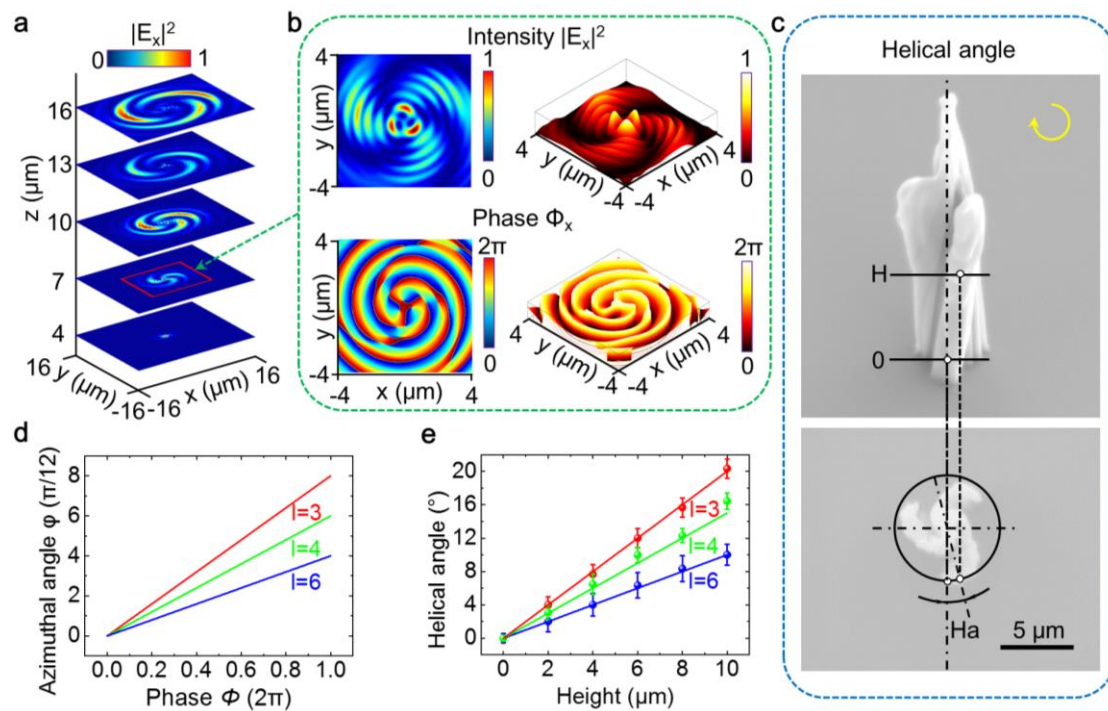 a
|Eₓ|²
0 1
z (μm)
16
13
10
7
4
16
y (μm)
-16
-16
x (μm)
16
b
Intensity |Eₓ|²
4
y (μm)
-4
1
0
4
y (μm)
-4
-4
x (μm)
4
1
0
Phase Φₓ
4
y (μm)
-4
-4
x (μm)
4
2π
0
4
y (μm)
-4
-4
x (μm)
4
2π
0
c
Helical angle
H
0
Ha
5 μm
d
Azimuthal angle φ (π/12)
8
6
4
2
0
l=3
l=4
l=6
0.0 0.2 0.4 0.6 0.8 1.0
Phase Φ (2π)
e
Helical angle (°)
20
16
12
8
4
0
l=3
l=4
l=6
0 2 4 6 8 10
Height (μm)